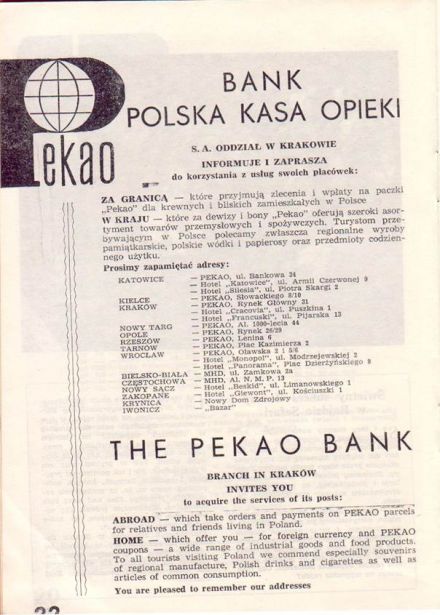 Pekao
BANK
POLSKA KASA OPIEKI
S. A. ODDZIAŁ W KRAKOWIE
INFORMUJE I ZAPRASZA
do korzystania z usług swoich placówek:
ZA GRANICĄ — które przyjmują zlecenia i wpłaty na paczki
„Pekao" dla krewnych i bliskich zamieszkałych w Polsce
W KRAJU — które za dewizy i bony „Pekao" oferują szeroki asor-
tyment towarów przemysłowych i spożywczych. Turystom prze-
bywającym w Polsce polecamy zwłaszcza regionalne wyroby
pamiątkarskie, polskie wódki i papierosy oraz przedmioty codzien-
nego użytku.
Prosimy zapamiętać adresy:
KATOWICE — PEKAO, ul. Bankowa 24
— Hotel „Katowice", ul. Armii Czerwonej 9
— Hotel „Silesia", ul. Piotra Skargi 2
KIELCE — PEKAO, Słowackiego 8/10
KRAKÓW — PEKAO, Rynek Główny 31
— Hotel „Cracovia", ul. Puszkina 1
— Hotel „Francuski", ul. Pijarska 13
NOWY TARG — PEKAO, Al. 1000-lecia 44
OPOLE — PEKAO, Rynek 26/29
RZESZÓW — PEKAO, Lenina 6
TARNÓW — PEKAO, Plac Kazimierza 2
WROCŁAW — PEKAO, Oławska 2 i 5/6
— Hotel „Monopol", ul. Modrzejewskiej 2
— Hotel „Panorama", Plac Dzierżyńskiego 8
BIELSKO-BIAŁA — MHD, ul. Zamkowa 2a
CZĘSTOCHOWA — MHD, Al. N. M. P. 13
NOWY SĄCZ — Hotel „Beskid", ul. Limanowskiego 1
ZAKOPANE — Hotel „Giewont", ul. Kościuszki 1
KRYNICA — Nowy Dom Zdrojowy
IWONICZ — „Bazar"
THE PEKAO BANK
BRANCH IN KRAKÓW
INVITES YOU
to acquire the services of its posts:
ABROAD — which take orders and payments on PEKAO parcels
for relatives and friends living in Poland.
HOME — which offer you — for foreign currency and PEKAO
coupons — a wide range of industrial goods and food products.
To all tourists visiting Poland we commend especially souvenirs
of regional manufacture, Polish drinks and cigarettes as well as
articles of common consumption.
You are pleased to remember our addresses